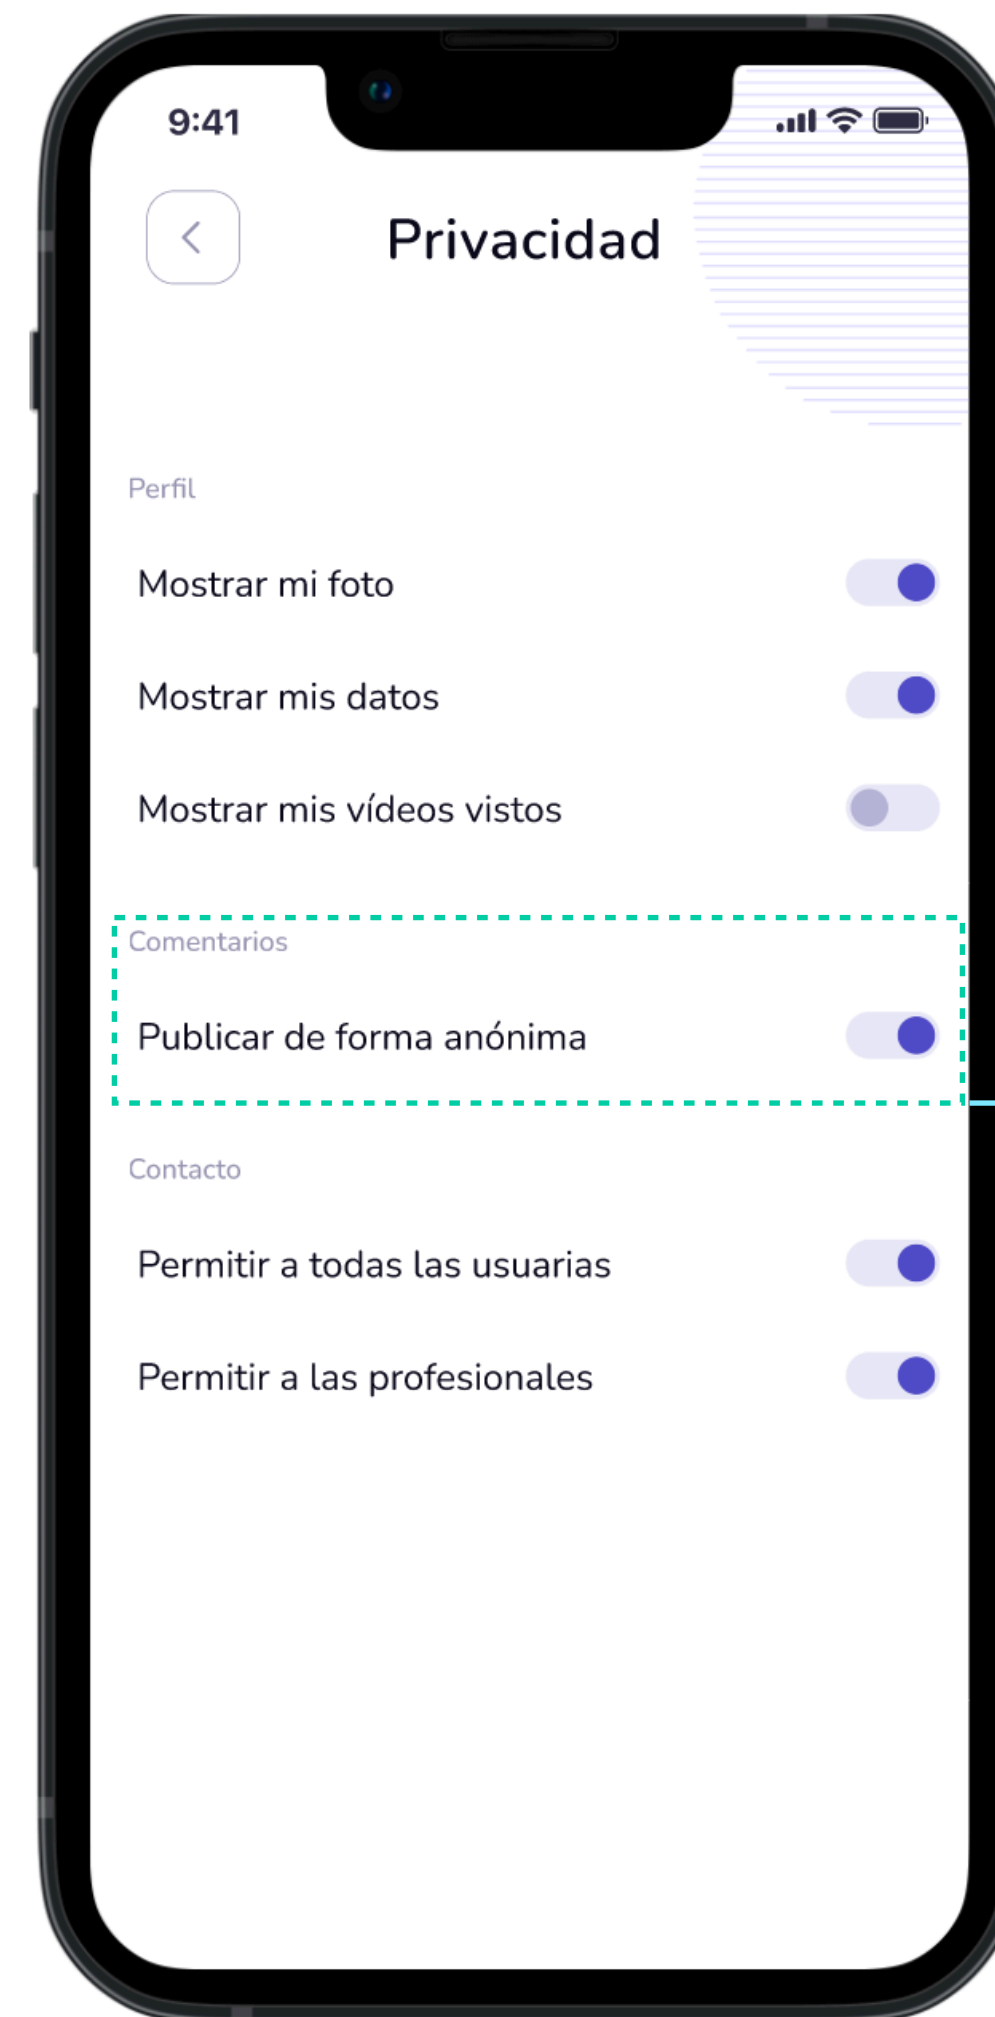 9:41
Privacidad
Perfil
Mostrar mi foto
Mostrar mis datos
Mostrar mis vídeos vistos
Comentarios
Publicar de forma anónima
Contacto
Permitir a todas las usuarias
Permitir a las profesionales